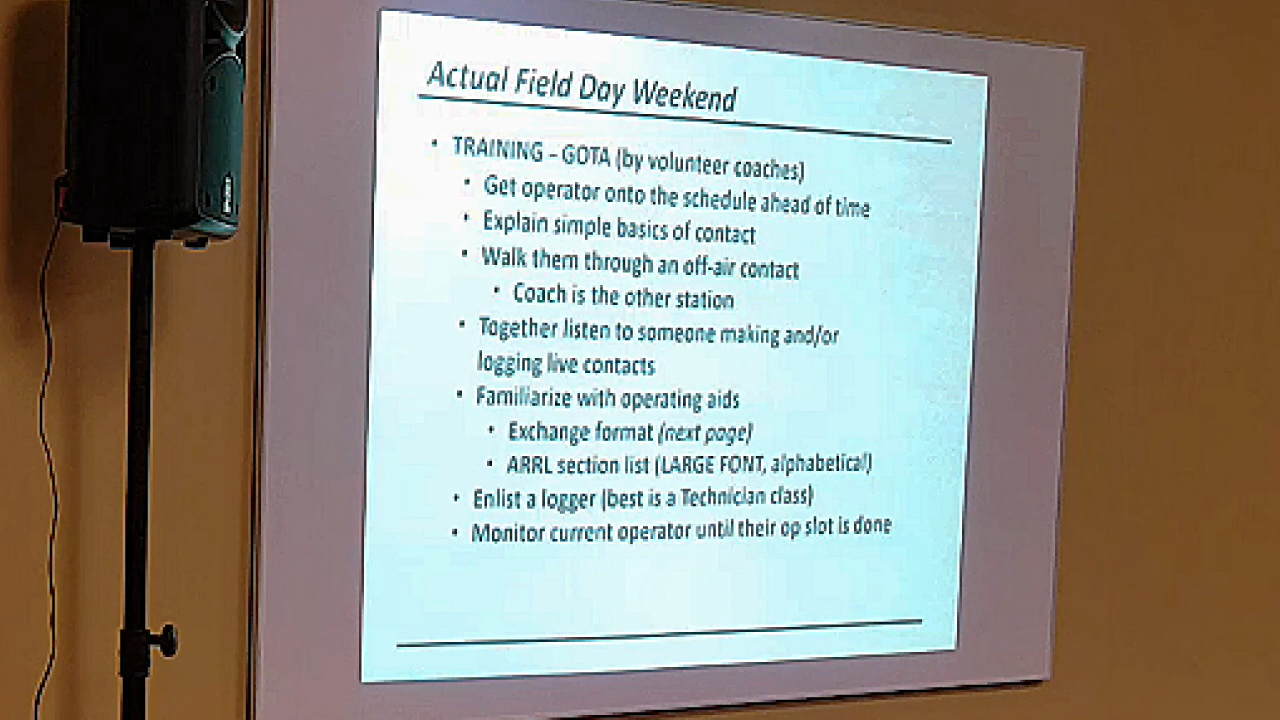 Actual Field Day Weekend
• TRAINING – GOTA (by volunteer coaches)
• Get operator onto the schedule ahead of time
• Explain simple basics of contact
• Walk them through an off-air contact
• Coach is the other station
• Together listen to someone making and/or
logging live contacts
• Familiarize with operating aids
• Exchange format (next page)
• ARRL section list (LARGE FONT, alphabetical)
• Enlist a logger (best is a Technician class)
• Monitor current operator until their op slot is done